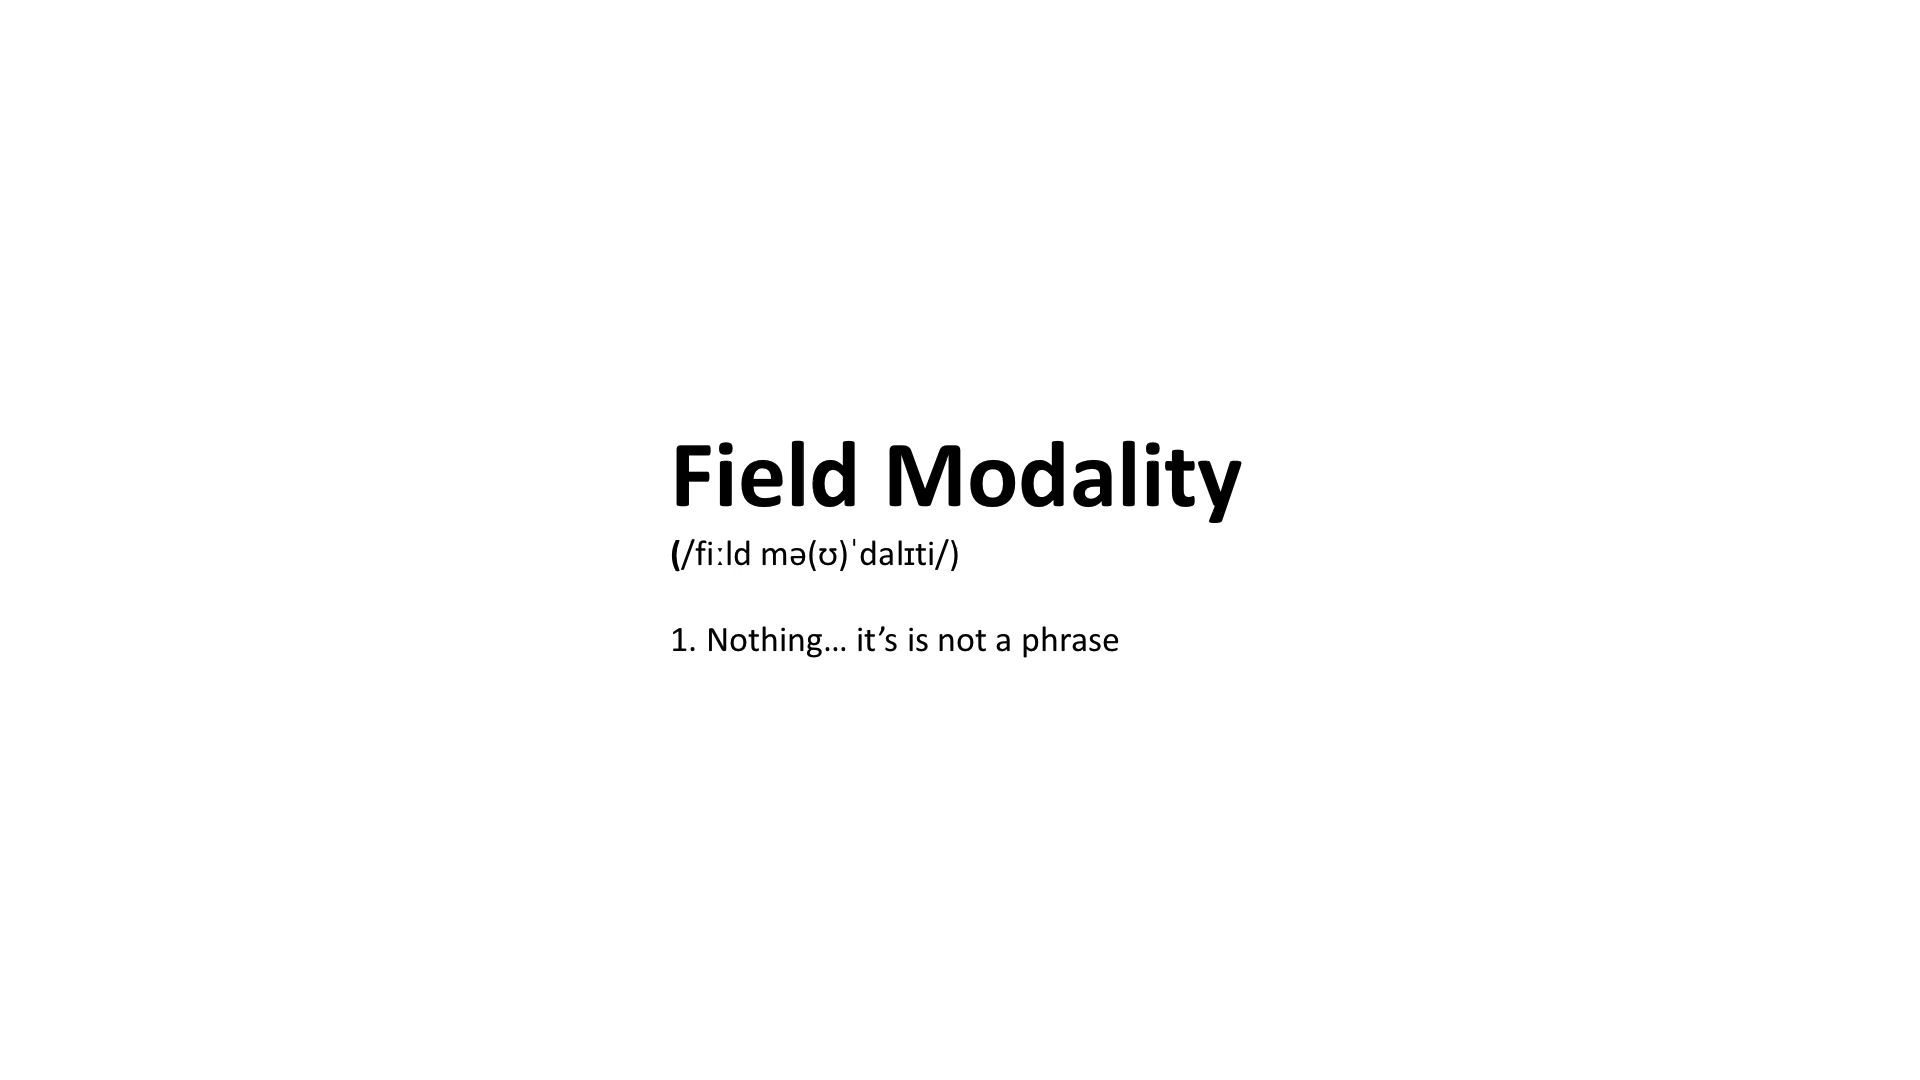 Field Modality
(/fiːld mə(ʊ)ˈdalɪti/)
1. Nothing… it’s is not a phrase